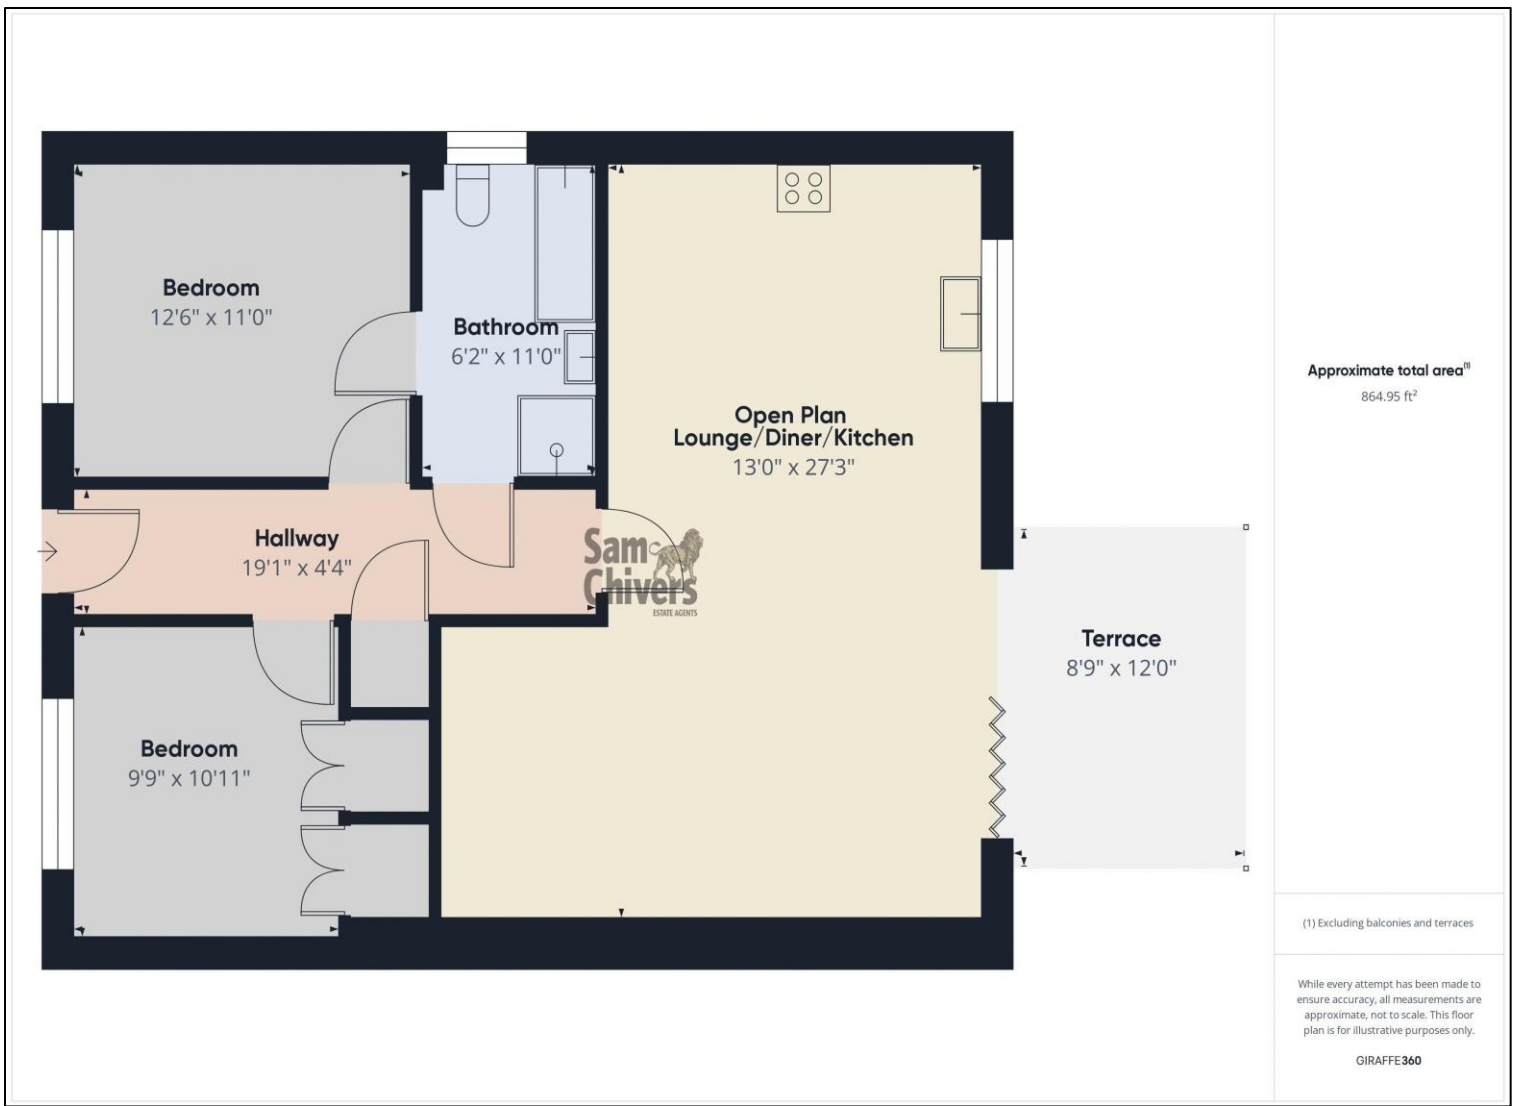 Bedroom
12'6" x 11'0"
Bathroom
6'2" x 11'0"
Open Plan
Lounge/Diner/Kitchen
13'0" x 27'3"
Hallway
19'1" x 4'4"
Sam
Chivers
ESTATE AGENTS
Bedroom
9'9" x 10'11"
Terrace
8'9" x 12'0"
Approximate total area(1)
864.95 ft²
(1) Excluding balconies and terraces
While every attempt has been made to
ensure accuracy, all measurements are
approximate, not to scale. This floor
plan is for illustrative purposes only.
GIRAFFE360